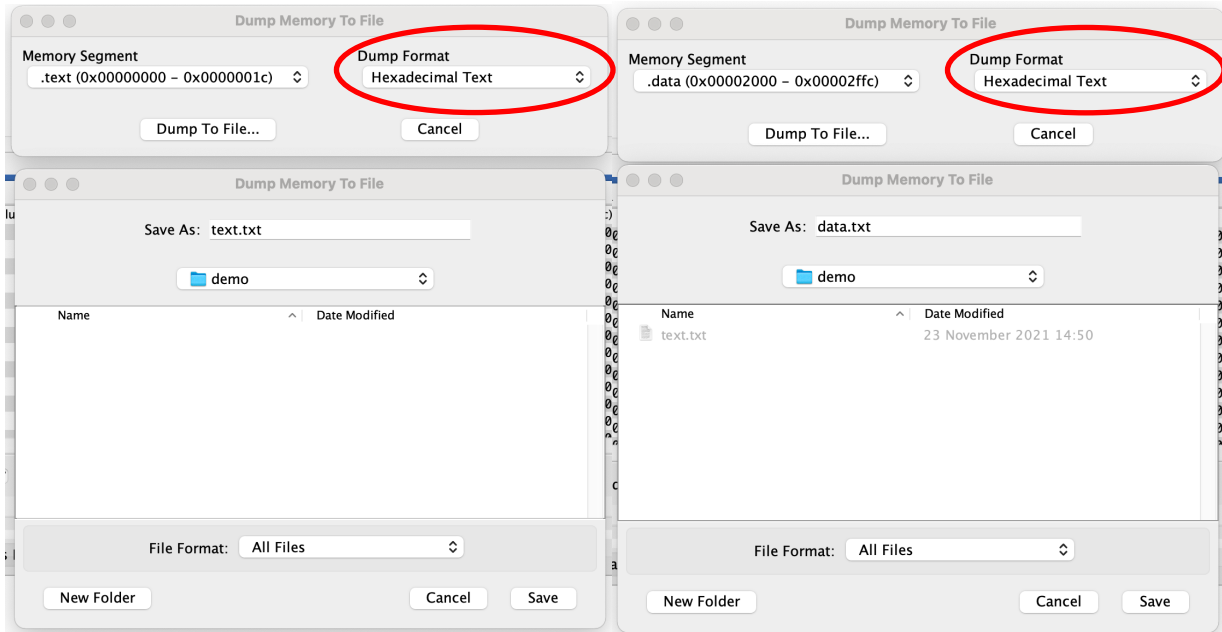 Dump Memory To File
Memory Segment
Dump Format
.text (0x00000000 - 0x0000001c)
Hexadecimal Text
Dump To File...
Cancel
Dump Memory To File
Save As: text.txt
demo
Name
Date Modified
File Format: All Files
New Folder
Cancel
Save
Dump Memory To File
Memory Segment
Dump Format
.data (0x00002000 - 0x00002ffc)
Hexadecimal Text
Dump To File...
Cancel
Dump Memory To File
Save As: data.txt
demo
Name
Date Modified
text.txt
23 November 2021 14:50
File Format: All Files
New Folder
Cancel
Save